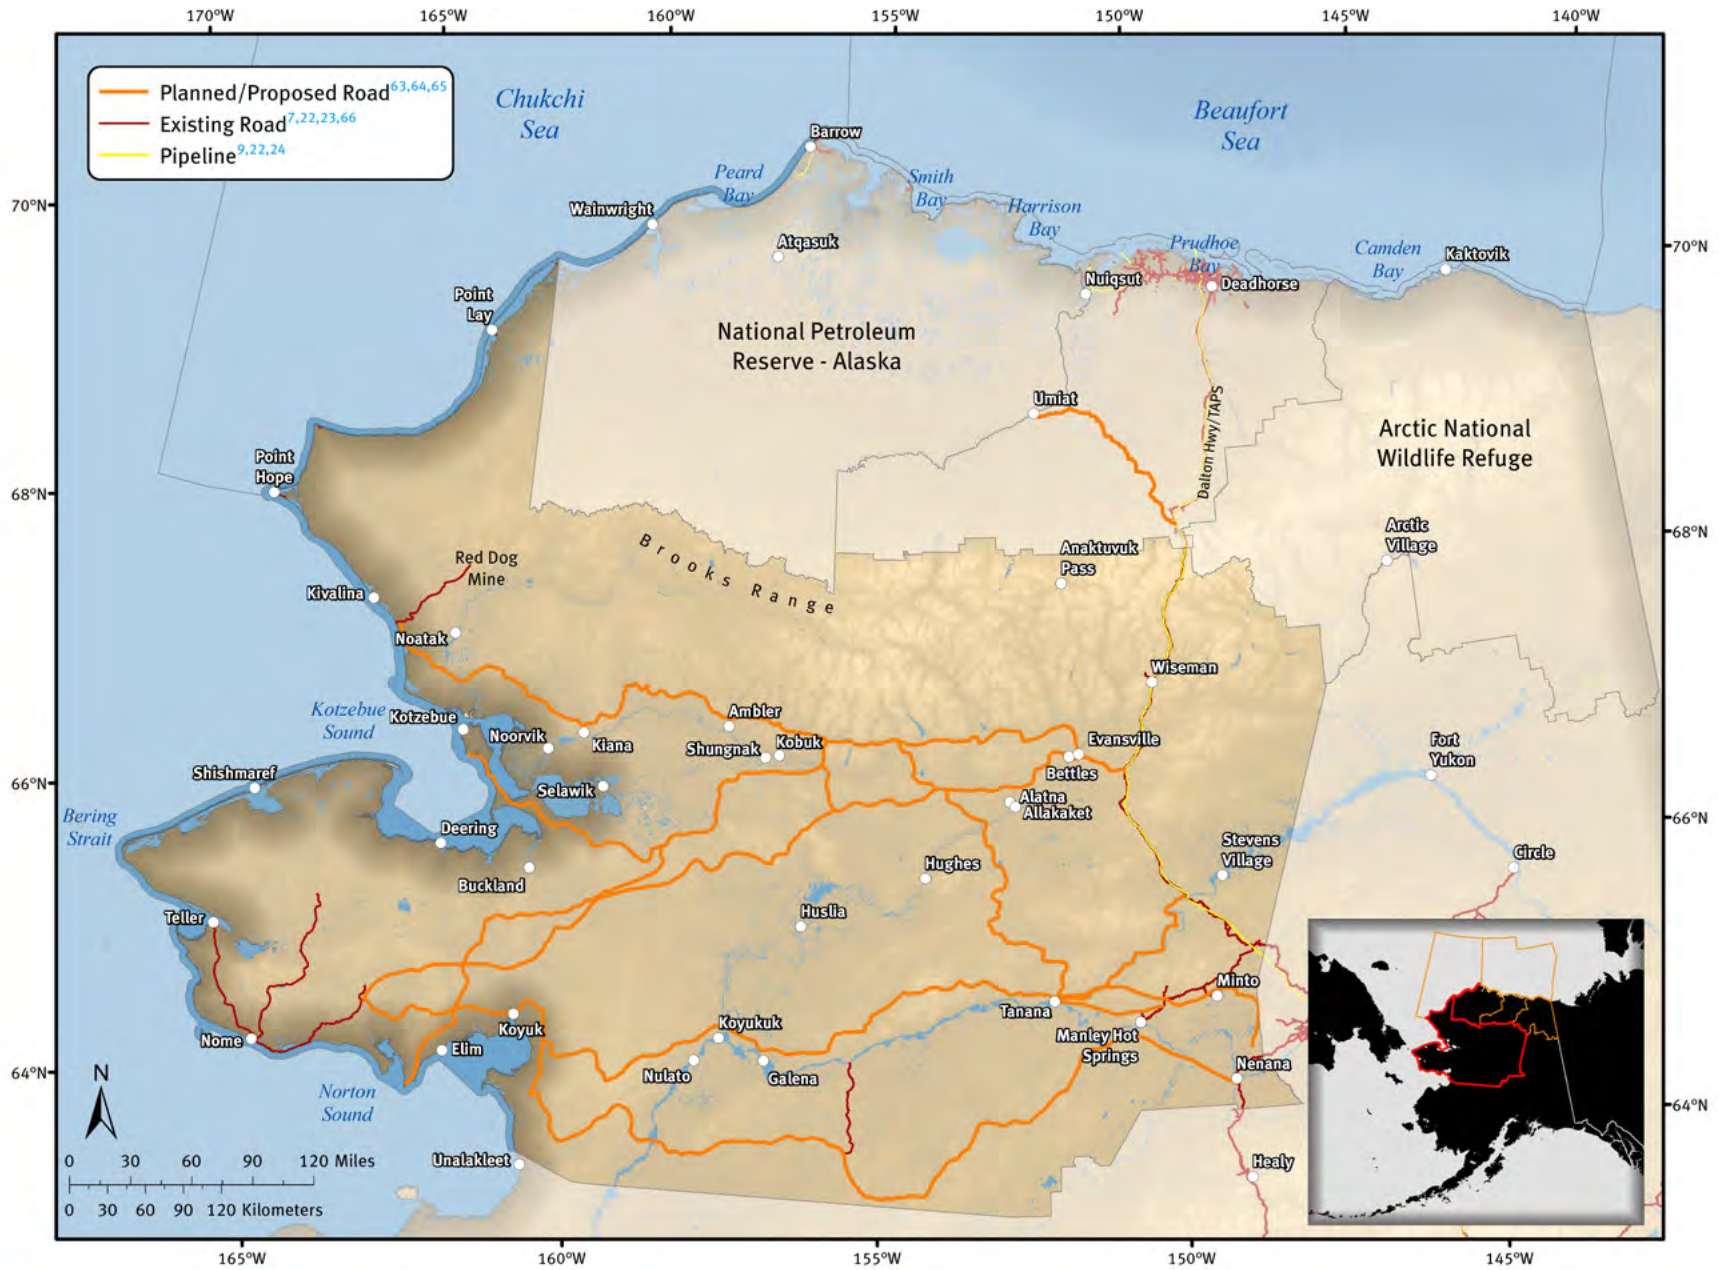 170°W 165°W 160°W 155°W 150°W 145°W 140°W
Planned/Proposed Road63,64,65
Existing Road7,22,23,66
Pipeline9,22,24
Chukchi
Sea
Beaufort
Sea
Barrow
Peard
Bay
Smith
Bay
Harrison
Bay
Prudhoe
Bay
Camden
Bay
70°N
70°N
Wainwright
Atqasuk
Kaktovik
Nuiqsut
Deadhorse
Point
Lay
National Petroleum
Reserve - Alaska
Umiat
Dalton Hwy/TAPS
Arctic National
Wildlife Refuge
Point
Hope
68°N
68°N
Arctic
Village
Brooks Range
Anaktuvuk
Pass
Red Dog
Mine
Kivalina
Noatak
Wiseman
Kotzebue
Sound
Kotzebue
Noorvik
Kiana
Ambler
Shungnak
Kobuk
Evansville
Bettles
Fort
Yukon
Shishmaref
66°N
66°N
Selawik
Alatna
Allakaket
Bering
Strait
Deering
Buckland
Hughes
Stevens
Village
Circle
Huslia
Teller
Nome
Koyuk
Elim
Koyukuk
Nulato
Galena
Tanana
Minto
Manley Hot
Springs
Nenana
64°N
64°N
Norton
Sound
N
Unalakleet
Healy
0 30 60 90 120 Miles
0 30 60 90 120 Kilometers
165°W 160°W 155°W 150°W 145°W